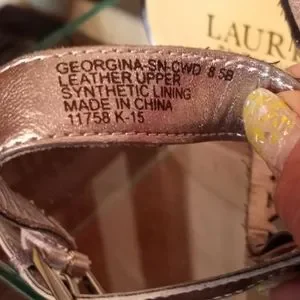 LAUR
GEORGINA-SN-CWD 8.5B
LEATHER UPPER
SYNTHETIC LINING
MADE IN CHINA
11758 K-15